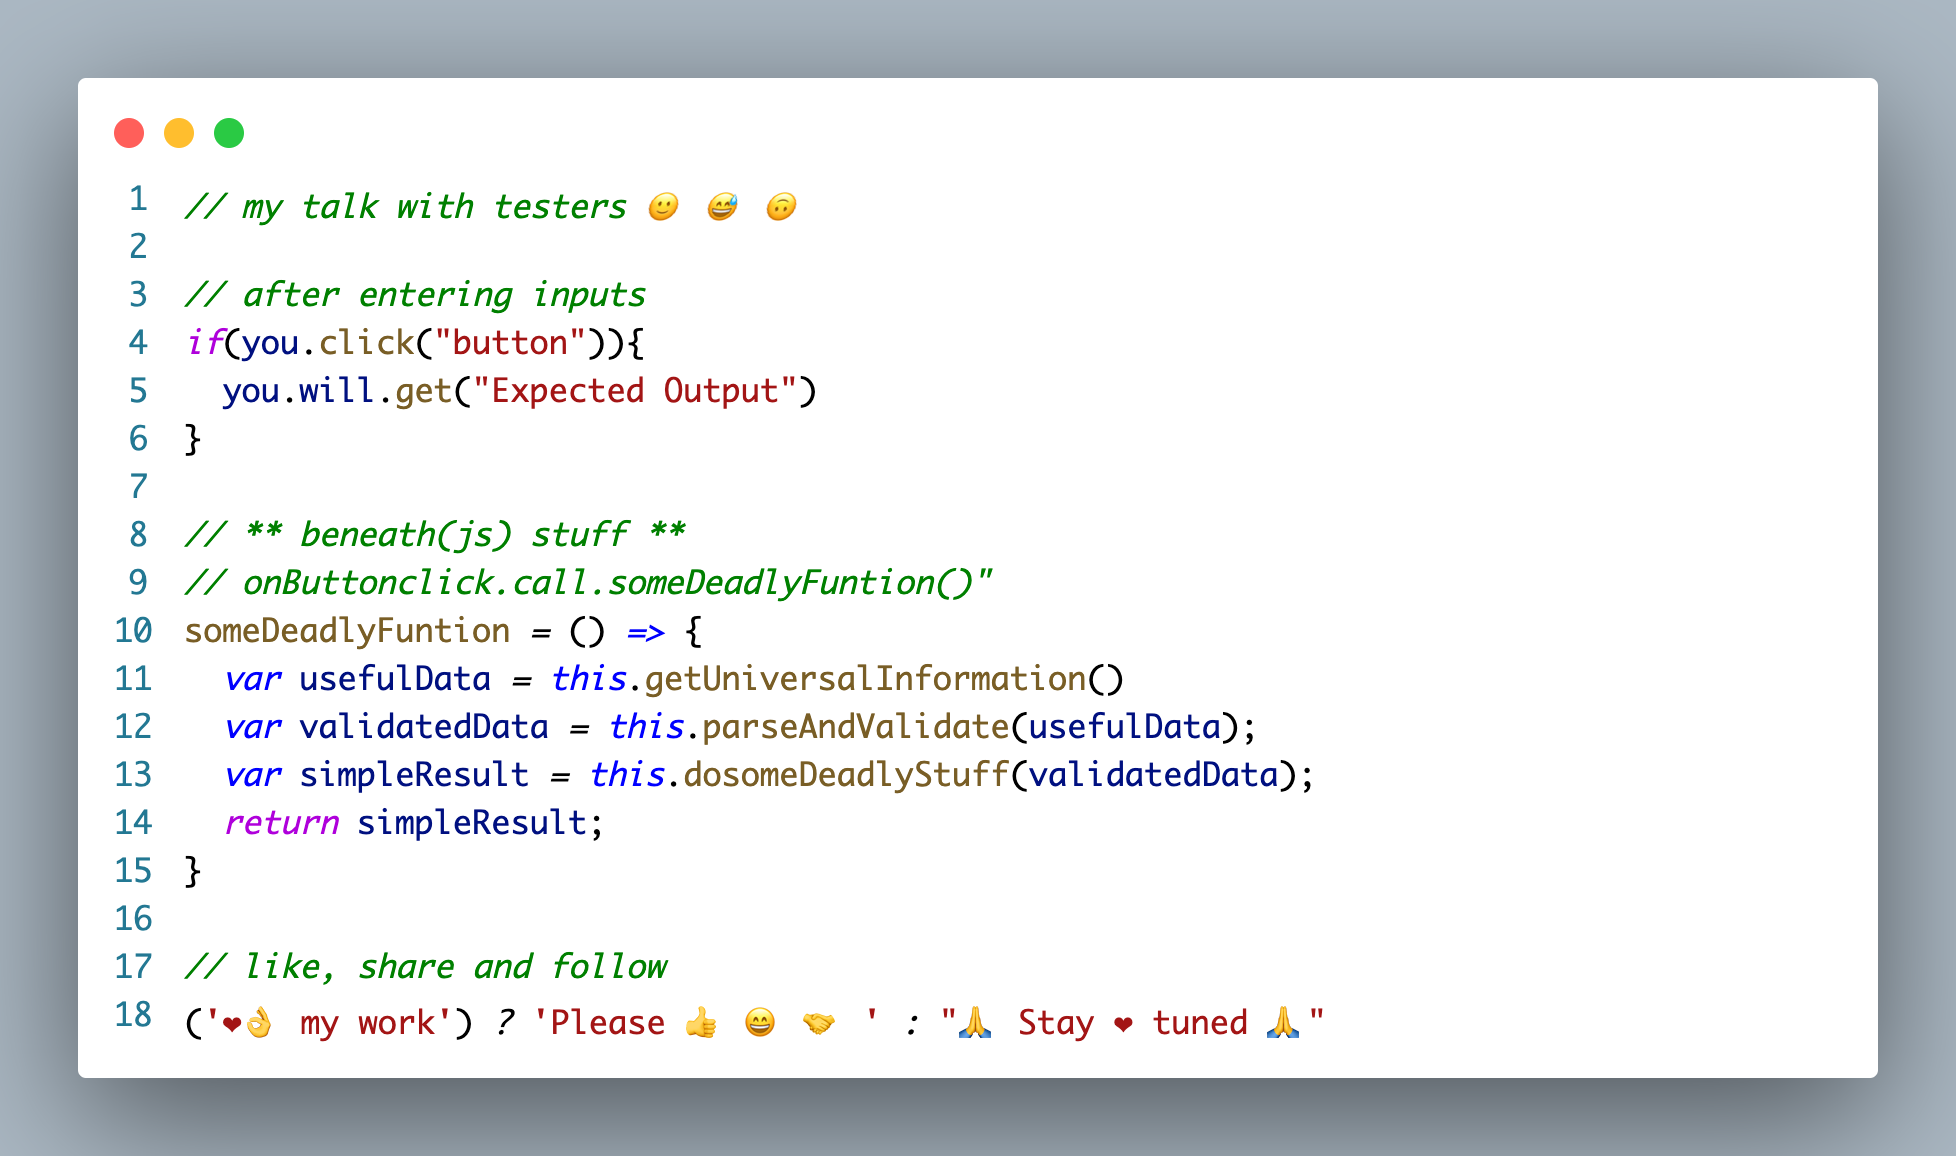 1 // my talk with testers 🙂 😅 🙃
2
3 // after entering inputs
4 if(you.click("button")){
5   you.will.get("Expected Output")
6 }
7
8 // ** beneath(js) stuff **
9 // onButtonclick.call.someDeadlyFuntion()"
10 someDeadlyFuntion = () => {
11   var usefulData = this.getUniversalInformation()
12   var validatedData = this.parseAndValidate(usefulData);
13   var simpleResult = this.dosomeDeadlyStuff(validatedData);
14   return simpleResult;
15 }
16
17 // like, share and follow
18 ('❤👌 my work') ? 'Please 👍 😄 🤝 ' : "🙏 Stay ❤ tuned 🙏"